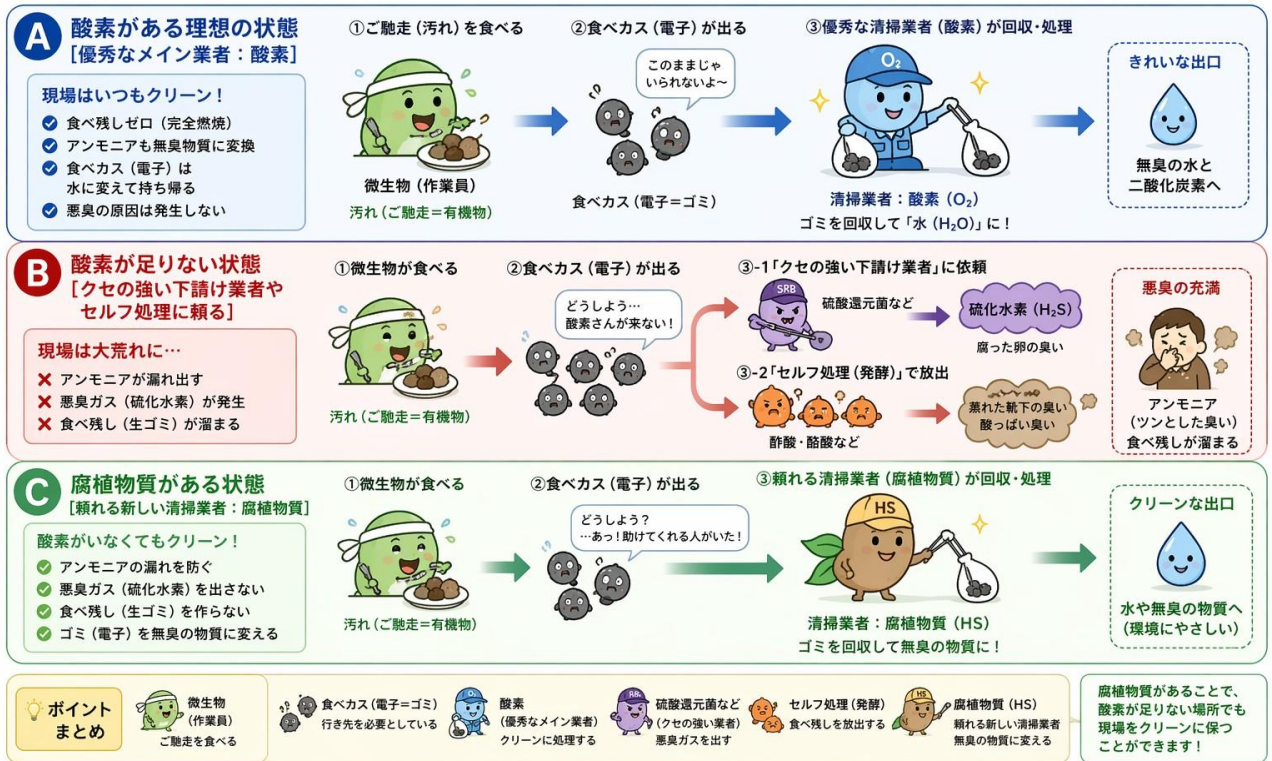 A
酸素がある理想の状態
[優秀なメイン業者：酸素]
現場はいつもクリーン！
食べ残しゼロ（完全燃焼）
アンモニアも無臭物質に変換
食べカス（電子）は
水に変えて持ち帰る
悪臭の原因は発生しない
①ご馳走（汚れ）を食べる
微生物（作業員）
汚れ（ご馳走＝有機物）
②食べカス（電子）が出る
このままじゃ
いられないよ〜
食べカス（電子＝ゴミ）
③優秀な清掃業者（酸素）が回収・処理
O₂
清掃業者：酸素（O₂）
ゴミを回収して「水（H₂O）」に！
きれいな出口
無臭の水と
二酸化炭素へ
B
酸素が足りない状態
[クセの強い下請け業者や
セルフ処理に頼る]
現場は大荒れに…
アンモニアが漏れ出す
悪臭ガス（硫化水素）が発生
食べ残し（生ゴミ）が溜まる
①微生物が食べる
汚れ（ご馳走＝有機物）
②食べカス（電子）が出る
どうしよう…
酸素さんが来ない！
③-1「クセの強い下請け業者」に依頼
SRB
硫酸還元菌など
硫化水素（H₂S）
腐った卵の臭い
③-2「セルフ処理（発酵）」で放出
酢酸・酪酸など
蒸れた靴下の臭い
酸っぱい臭い
悪臭の充満
アンモニア
（ツンとした臭い）
食べ残しが溜まる
C
腐植物質がある状態
[頼れる新しい清掃業者：腐植物質]
酸素がいなくてもクリーン！
アンモニアの漏れを防ぐ
悪臭ガス（硫化水素）を出さない
食べ残し（生ゴミ）を作らない
ゴミ（電子）を無臭の物質に変える
①微生物が食べる
汚れ（ご馳走＝有機物）
②食べカス（電子）が出る
どうしよう？
…あっ！助けてくれる人がいた！
③頼れる清掃業者（腐植物質）が回収・処理
HS
清掃業者：腐植物質（HS）
ゴミを回収して無臭の物質に！
クリーンな出口
水や無臭の物質へ
（環境にやさしい）
ポイント
まとめ
微生物
（作業員）
ご馳走を食べる
食べカス（電子＝ゴミ）
行き先を必要としている
O₂
酸素
（優秀なメイン業者）
クリーンに処理する
硫酸還元菌など
（クセの強い業者）
悪臭ガスを出す
セルフ処理（発酵）
食べ残しを放出する
HS
腐植物質（HS）
頼れる新しい清掃業者
無臭の物質に変える
腐植物質があることで、
酸素が足りない場所でも
現場をクリーンに保つ
ことができます！